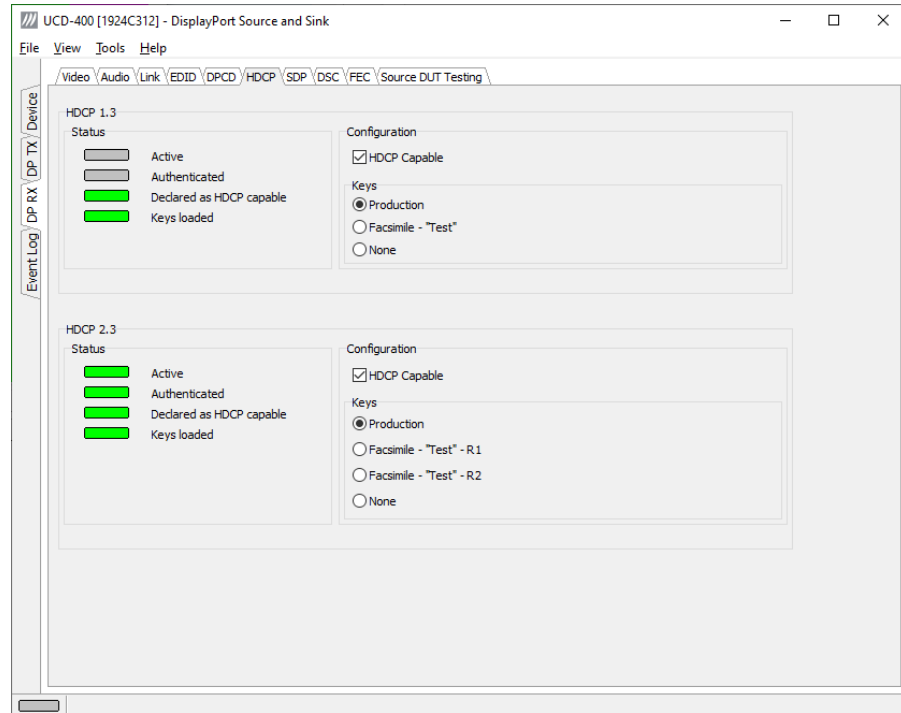 UCD-400 [1924C312] - DisplayPort Source and Sink
File View Tools Help
Video Audio Link EDID DPCD HDCP SDP DSC FEC Source DUT Testing
Device
DP TX
DP RX
Event Log
HDCP 1.3
Status
Active
Authenticated
Declared as HDCP capable
Keys loaded
Configuration
HDCP Capable
Keys
Production
Facsimile - "Test"
None
HDCP 2.3
Status
Active
Authenticated
Declared as HDCP capable
Keys loaded
Configuration
HDCP Capable
Keys
Production
Facsimile - "Test" - R1
Facsimile - "Test" - R2
None